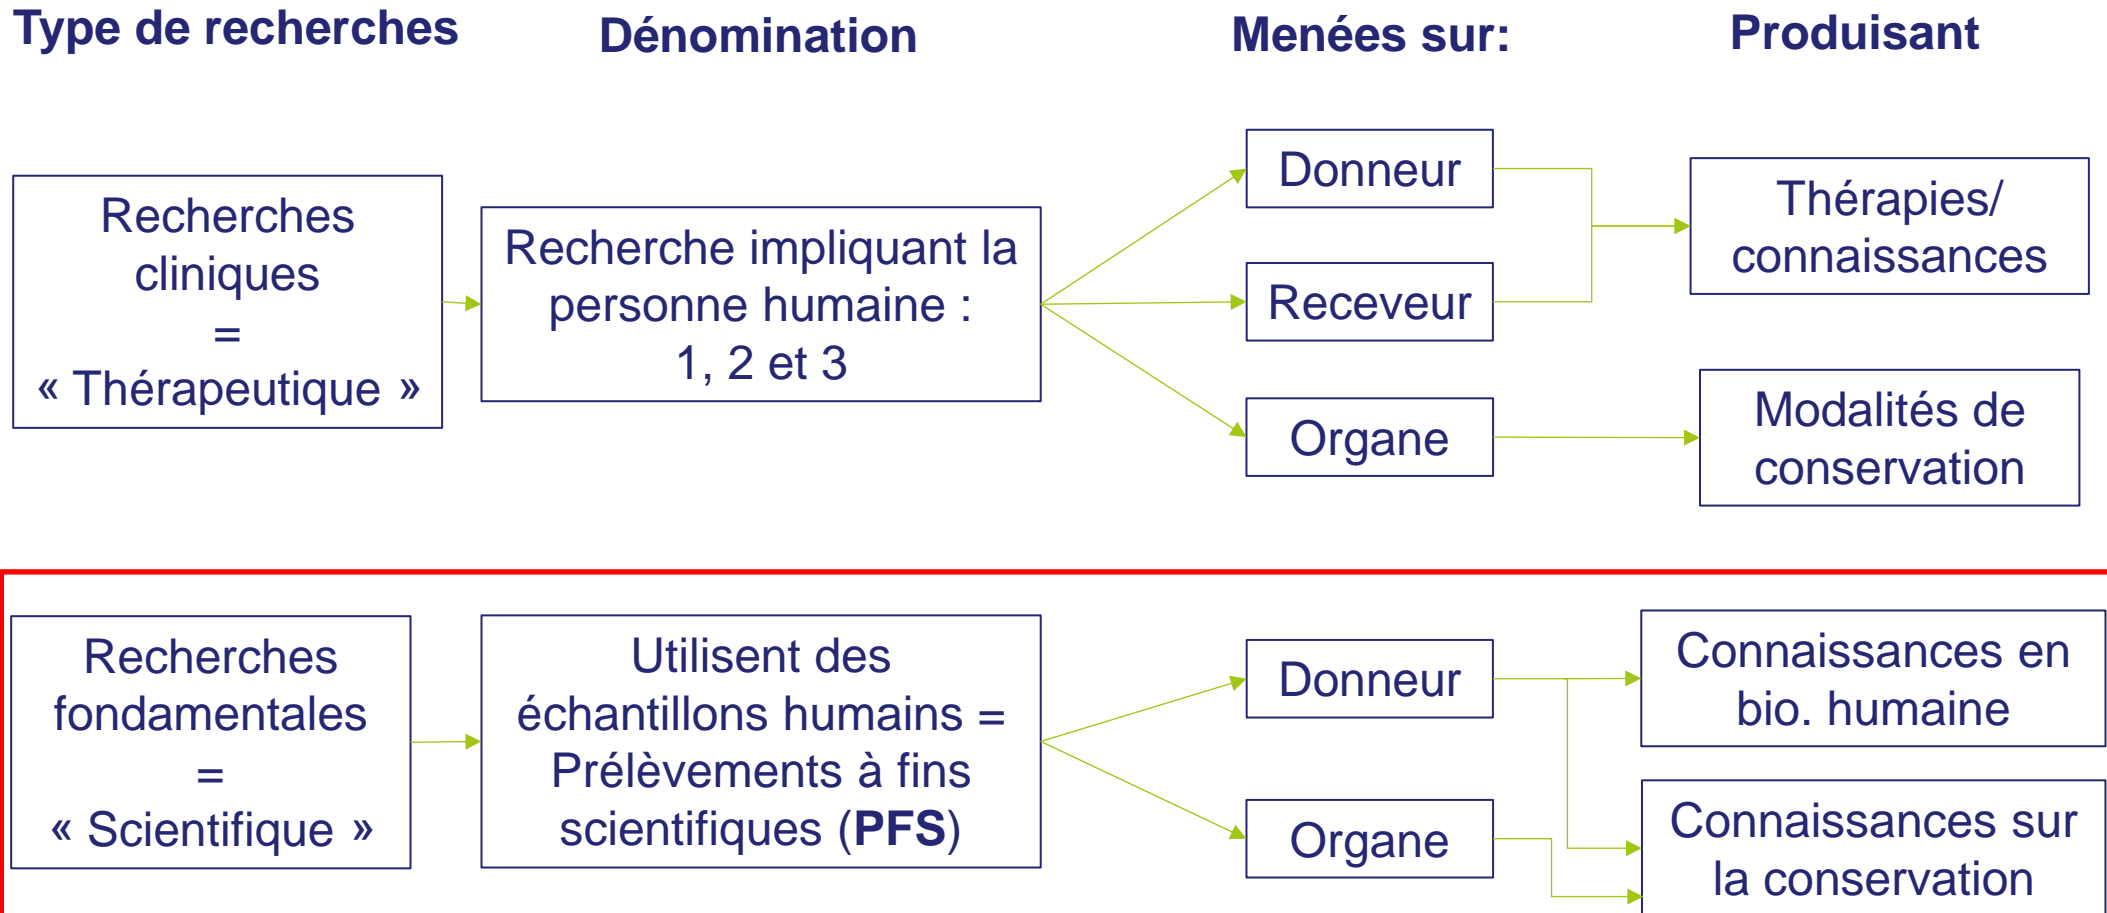 Type de recherches
Dénomination
Menées sur:
Produisant
Recherches
cliniques
=
« Thérapeutique »
Recherche impliquant la
personne humaine :
1, 2 et 3
Donneur
Receveur
Organe
Thérapies/
connaissances
Modalités de
conservation
Recherches
fondamentales
=
« Scientifique »
Utilisent des
échantillons humains =
Prélèvements à fins
scientifiques (PFS)
Donneur
Organe
Connaissances en
bio. humaine
Connaissances sur
la conservation